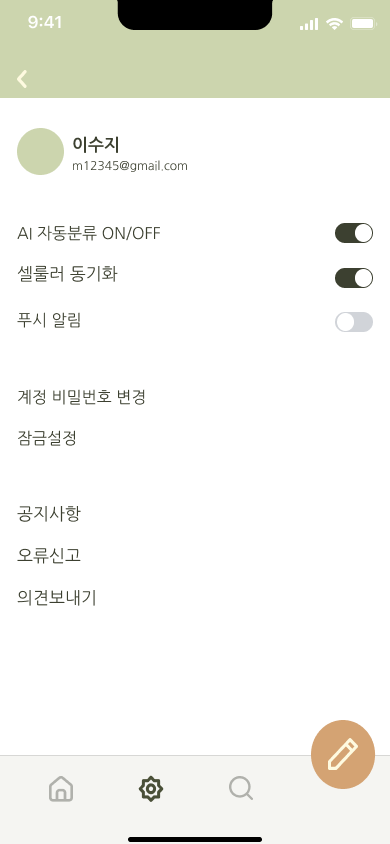 9:41
이수지
m12345@gmail.com
AI 자동분류 ON/OFF
셀룰러 동기화
푸시 알림
계정 비밀번호 변경
잠금설정
공지사항
오류신고
의견보내기